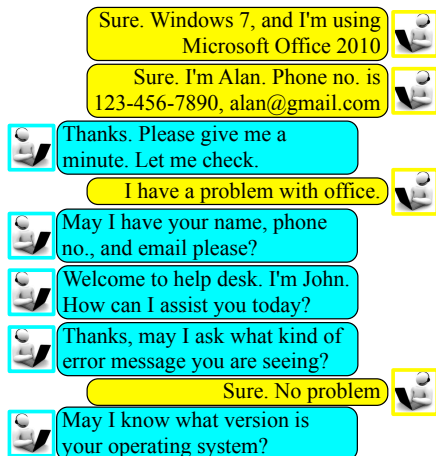 Sure. Windows 7, and I'm using
Microsoft Office 2010
Sure. I'm Alan. Phone no. is
123-456-7890, alan@gmail.com
Thanks. Please give me a
minute. Let me check.
I have a problem with office.
May I have your name, phone
no., and email please?
Welcome to help desk. I'm John.
How can I assist you today?
Thanks, may I ask what kind of
error message you are seeing?
Sure. No problem
May I know what version is
your operating system?